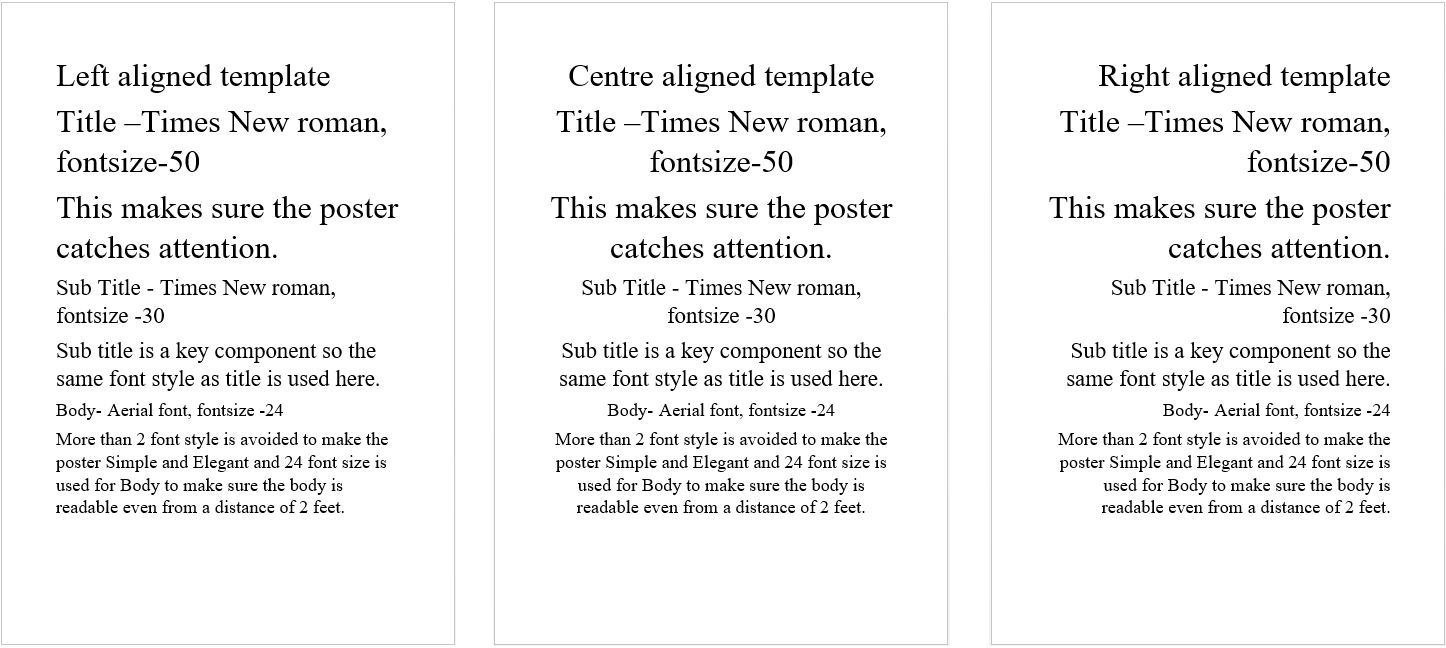 Left aligned template
Title –Times New roman,
fontsize-50
This makes sure the poster
catches attention.
Sub Title - Times New roman,
fontsize -30
Sub title is a key component so the
same font style as title is used here.
Body- Aerial font, fontsize -24
More than 2 font style is avoided to make the
poster Simple and Elegant and 24 font size is
used for Body to make sure the body is
readable even from a distance of 2 feet.
Centre aligned template
Title –Times New roman,
fontsize-50
This makes sure the poster
catches attention.
Sub Title - Times New roman,
fontsize -30
Sub title is a key component so the
same font style as title is used here.
Body- Aerial font, fontsize -24
More than 2 font style is avoided to make the
poster Simple and Elegant and 24 font size is
used for Body to make sure the body is
readable even from a distance of 2 feet.
Right aligned template
Title –Times New roman,
fontsize-50
This makes sure the poster
catches attention.
Sub Title - Times New roman,
fontsize -30
Sub title is a key component so the
same font style as title is used here.
Body- Aerial font, fontsize -24
More than 2 font style is avoided to make the
poster Simple and Elegant and 24 font size is
used for Body to make sure the body is
readable even from a distance of 2 feet.